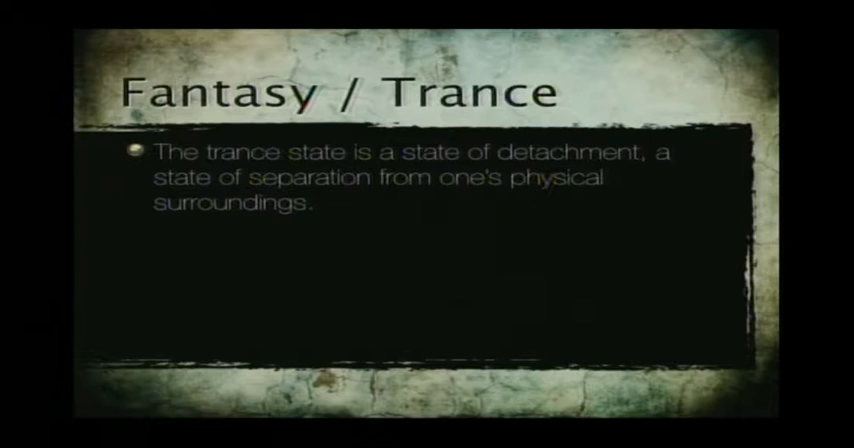 Fantasy / Trance
The trance state is a state of detachment, a
state of separation from one's physical
surroundings.